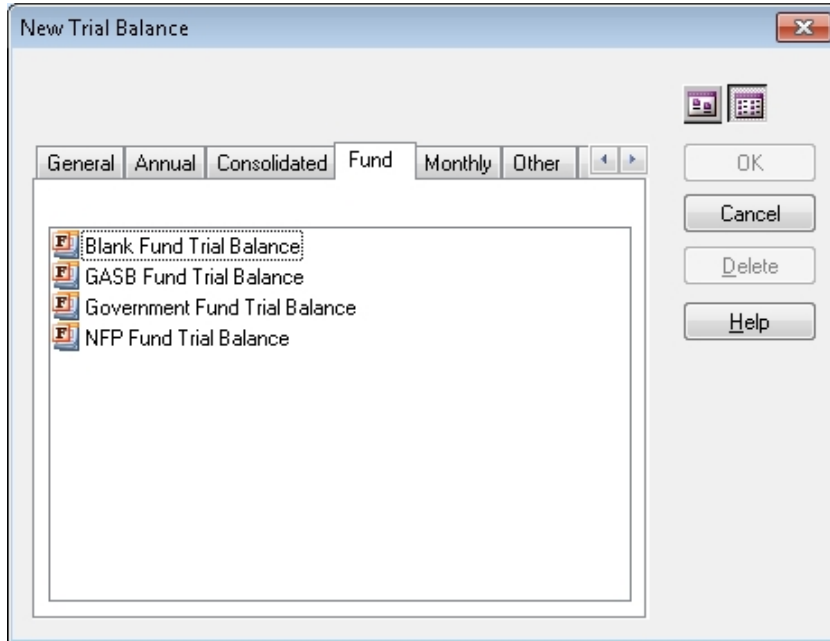 New Trial Balance
General Annual Consolidated Fund Monthly Other
OK
Cancel
Delete
Help
Blank Fund Trial Balance
GASB Fund Trial Balance
Government Fund Trial Balance
NFP Fund Trial Balance